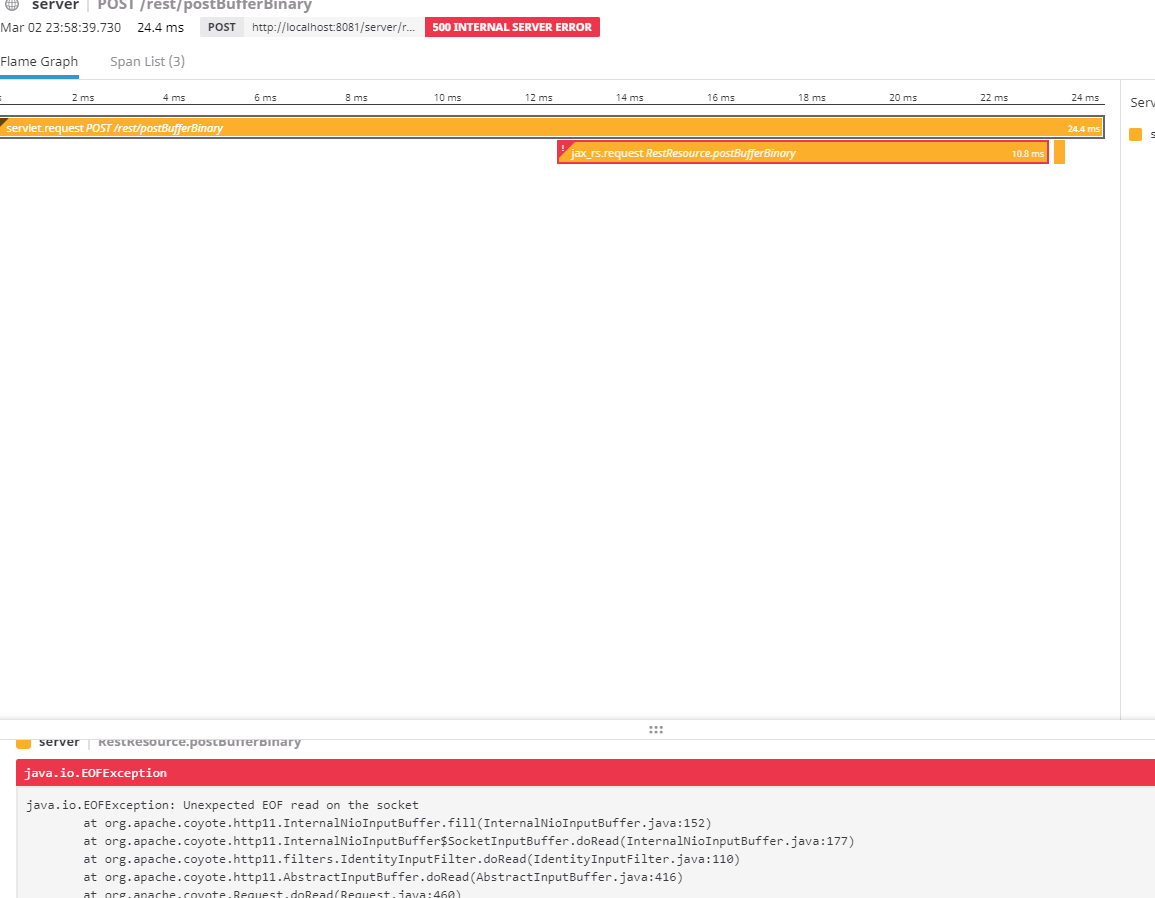 server | POST /rest/postBufferBinary
Mar 02 23:58:39.730 24.4 ms POST http://localhost:8081/server/r... 500 INTERNAL SERVER ERROR
Flame Graph Span List (3)
2 ms 4 ms 6 ms 8 ms 10 ms 12 ms 14 ms 16 ms 18 ms 20 ms 22 ms 24 ms
Serv
servlet.request POST /rest/postBufferBinary 24.4 ms
s
! jax_rs.request RestResource.postBufferBinary 10.8 ms
server | RestResource.postBufferBinary
java.io.EOFException
java.io.EOFException: Unexpected EOF read on the socket
at org.apache.coyote.http11.InternalNioInputBuffer.fill(InternalNioInputBuffer.java:152)
at org.apache.coyote.http11.InternalNioInputBuffer$SocketInputBuffer.doRead(InternalNioInputBuffer.java:177)
at org.apache.coyote.http11.filters.IdentityInputFilter.doRead(IdentityInputFilter.java:110)
at org.apache.coyote.http11.AbstractInputBuffer.doRead(AbstractInputBuffer.java:416)
at org.apache.coyote.Request.doRead(Request.java:460)